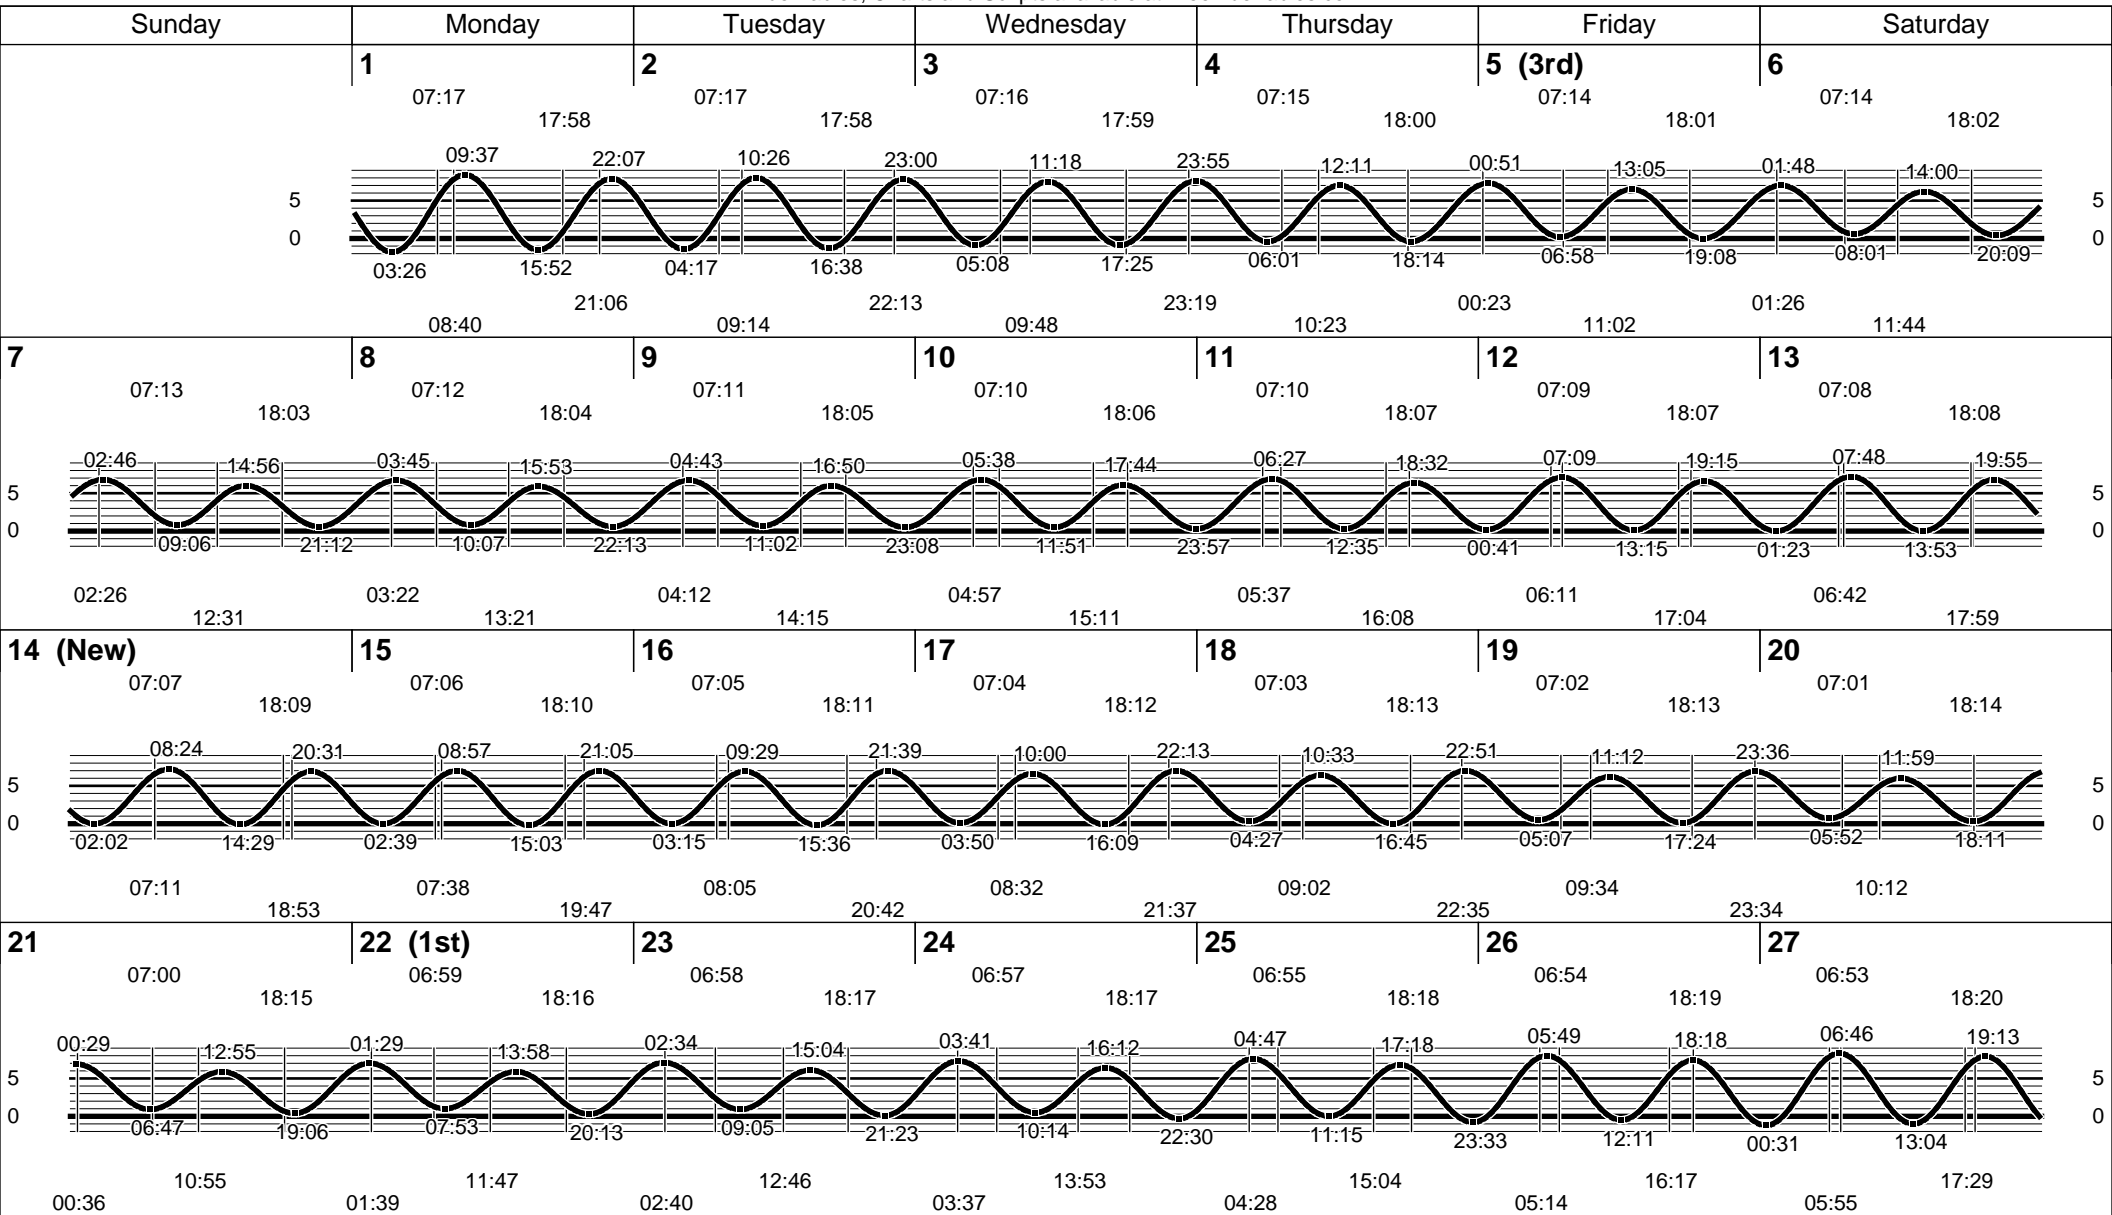 Sunday Monday Tuesday Wednesday Thursday Friday Saturday
1 2 3 4 5 (3rd) 6
07:17 07:17 07:16 07:15 07:14 07:14
17:58 17:58 17:59 18:00 18:01 18:02
09:37 22:07 10:26 23:00 11:18 23:55 12:11 00:51 13:05 01:48 14:00
5 5
0 0
03:26 15:52 04:17 16:38 05:08 17:25 06:01 18:14 06:58 19:08 08:01 20:09
21:06 22:13 23:19 00:23 01:26
08:40 09:14 09:48 10:23 11:02 11:44
7 8 9 10 11 12 13
07:13 07:12 07:11 07:10 07:10 07:09 07:08
18:03 18:04 18:05 18:06 18:07 18:07 18:08
02:46 14:56 03:45 15:53 04:43 16:50 05:38 17:44 06:27 18:32 07:09 19:15 07:48 19:55
5 5
0 0
09:06 21:12 10:07 22:13 11:02 23:08 11:51 23:57 12:35 00:41 13:15 01:23 13:53
02:26 03:22 04:12 04:57 05:37 06:11 06:42
12:31 13:21 14:15 15:11 16:08 17:04 17:59
14 (New) 15 16 17 18 19 20
07:07 07:06 07:05 07:04 07:03 07:02 07:01
18:09 18:10 18:11 18:12 18:13 18:13 18:14
08:24 20:31 08:57 21:05 09:29 21:39 10:00 22:13 10:33 22:51 11:12 23:36 11:59
5 5
0 0
02:02 14:29 02:39 15:03 03:15 15:36 03:50 16:09 04:27 16:45 05:07 17:24 05:52 18:11
07:11 07:38 08:05 08:32 09:02 09:34 10:12
18:53 19:47 20:42 21:37 22:35 23:34
21 22 (1st) 23 24 25 26 27
07:00 06:59 06:58 06:57 06:55 06:54 06:53
18:15 18:16 18:17 18:17 18:18 18:19 18:20
00:29 12:55 01:29 13:58 02:34 15:04 03:41 16:12 04:47 17:18 05:49 18:18 06:46 19:13
5 5
0 0
06:47 19:06 07:53 20:13 09:05 21:23 10:14 22:30 11:15 23:33 12:11 00:31 13:04
10:55 11:47 12:46 13:53 15:04 16:17 17:29
00:36 01:39 02:40 03:37 04:28 05:14 05:55